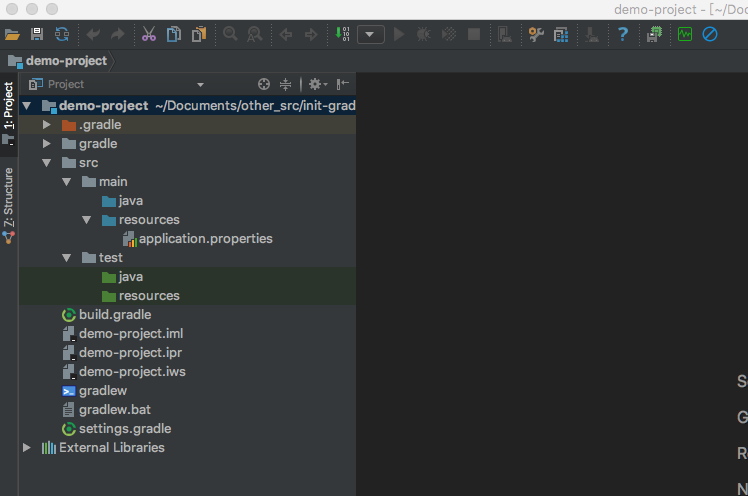 demo-project - [~/Do
demo-project
1: Project
7: Structure
Project
demo-project ~/Documents/other_src/init-grad
.gradle
gradle
src
main
java
resources
application.properties
test
java
resources
build.gradle
demo-project.iml
demo-project.ipr
demo-project.iws
gradlew
gradlew.bat
settings.gradle
External Libraries
S
G
R
N